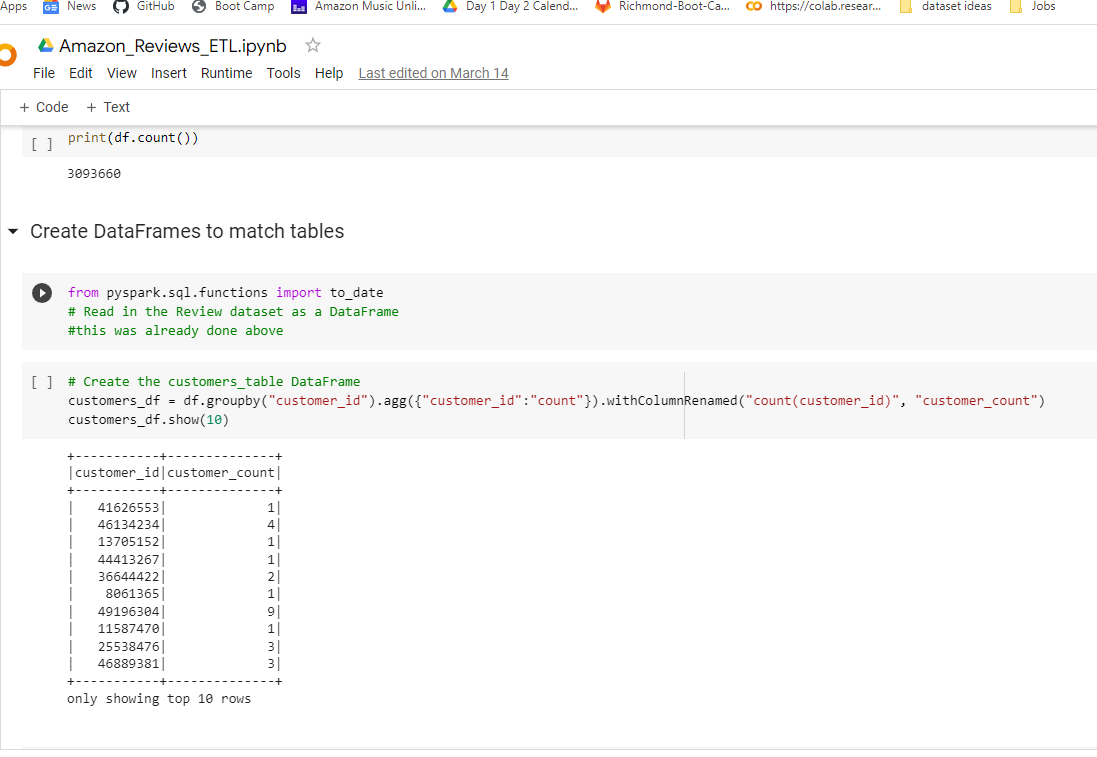 Apps News GitHub Boot Camp Amazon Music Unli... Day 1 Day 2 Calend... Richmond-Boot-Ca... https://colab.resear... dataset ideas Jobs
Amazon_Reviews_ETL.ipynb
File Edit View Insert Runtime Tools Help Last edited on March 14
+ Code + Text
[ ] print(df.count())
3093660
Create DataFrames to match tables
from pyspark.sql.functions import to_date
# Read in the Review dataset as a DataFrame
#this was already done above
[ ] # Create the customers_table DataFrame
customers_df = df.groupby("customer_id").agg({"customer_id":"count"}).withColumnRenamed("count(customer_id)", "customer_count")
customers_df.show(10)
+-----------+--------------+
|customer_id|customer_count|
+-----------+--------------+
|   41626553|             1|
|   46134234|             4|
|   13705152|             1|
|   44413267|             1|
|   36644422|             2|
|    8061365|             1|
|   49196304|             9|
|   11587470|             1|
|   25538476|             3|
|   46889381|             3|
+-----------+--------------+
only showing top 10 rows